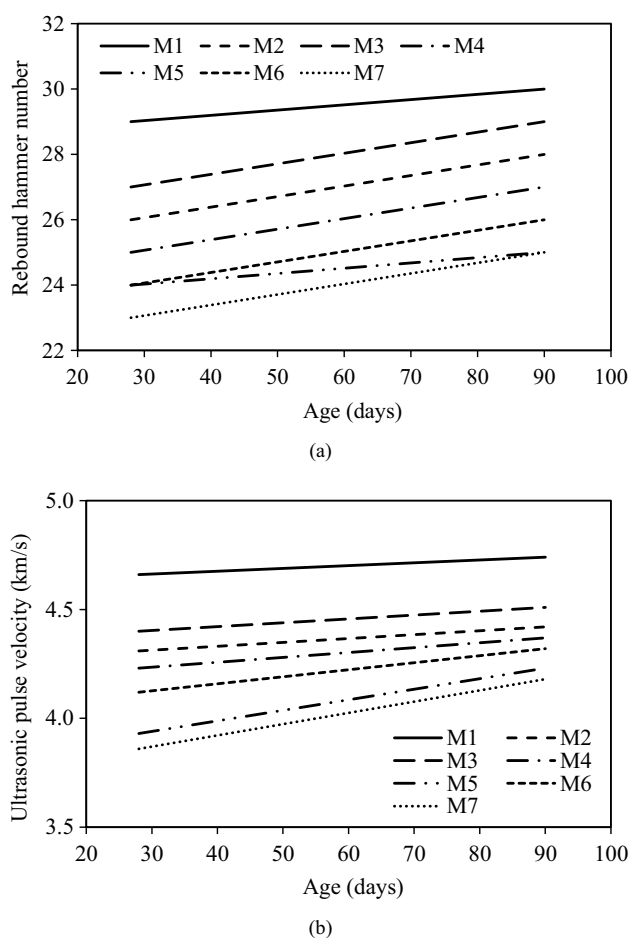 32
30
28
26
24
22
Rebound hammer number
M1 M2 M3 M4
M5 M6 M7
20 30 40 50 60 70 80 90 100
Age (days)
(a)
5.0
4.5
4.0
3.5
Ultrasonic pulse velocity (km/s)
M1 M2
M3 M4
M5 M6
M7
20 30 40 50 60 70 80 90 100
Age (days)
(b)